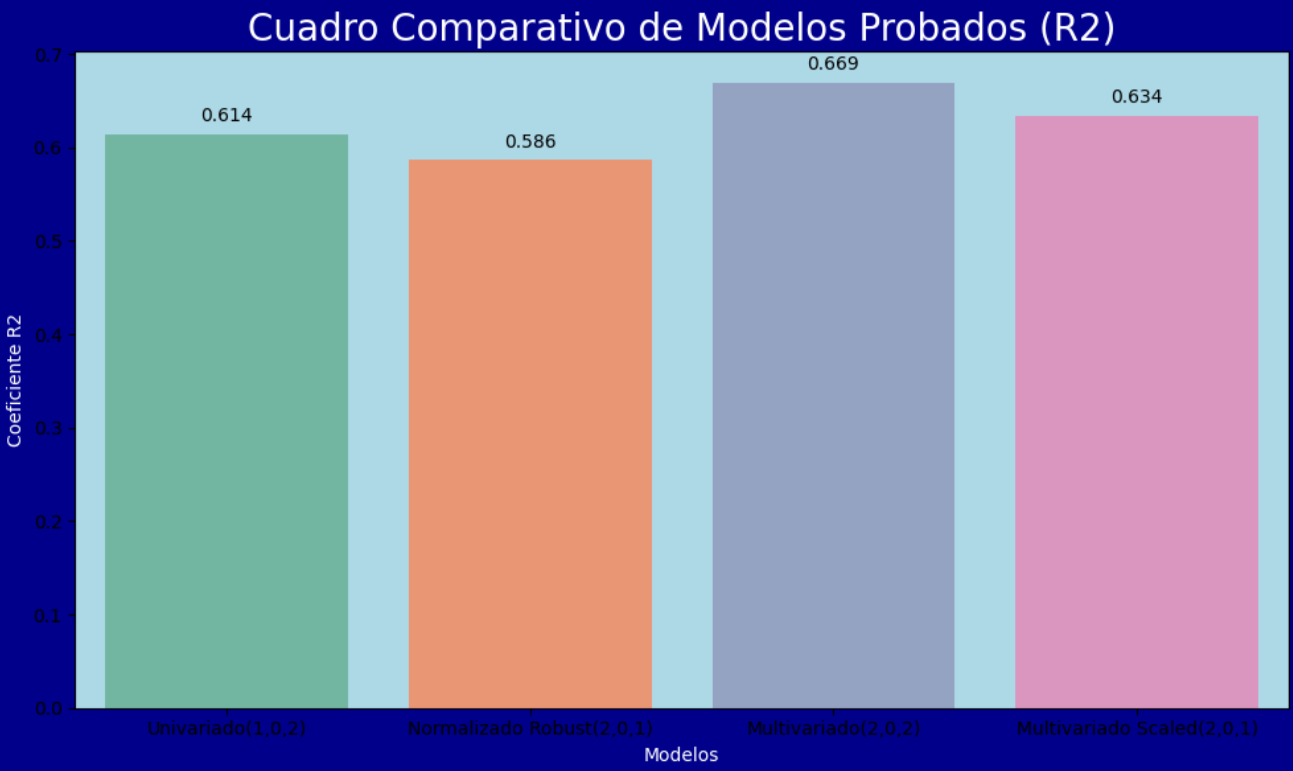 Cuadro Comparativo de Modelos Probados (R2)
0.7
0.6
0.5
0.4
0.3
0.2
0.1
0.0
Coeficiente R2
0.614
0.586
0.669
0.634
Univariado(1,0,2)
Normalizado Robust(2,0,1)
Multivariado(2,0,2)
Multivariado Scaled(2,0,1)
Modelos